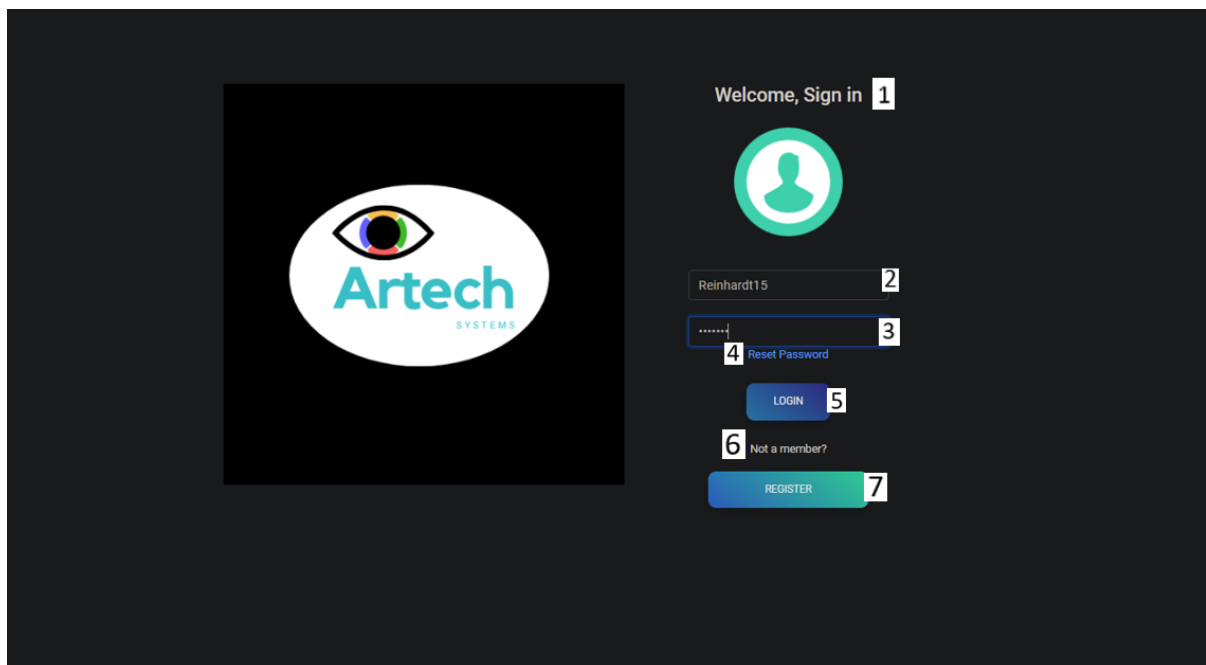 Artech
SYSTEMS
Welcome, Sign in 1
Reinhardt15 2
••••••• 3
4 Reset Password
LOGIN 5
6 Not a member?
REGISTER 7